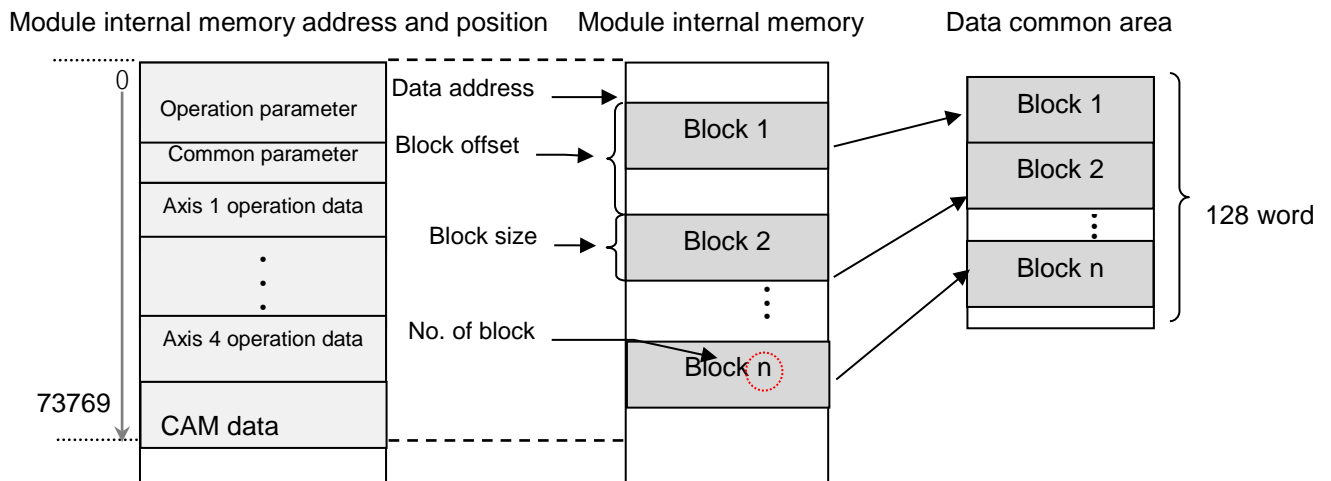 Module internal memory address and position
Module internal memory
Data common area
0
Operation parameter
Common parameter
Axis 1 operation data
Axis 4 operation data
73769
CAM data
Data address
Block offset
Block size
No. of block
Block 1
Block 2
Block n
Block 1
Block 2
Block n
128 word